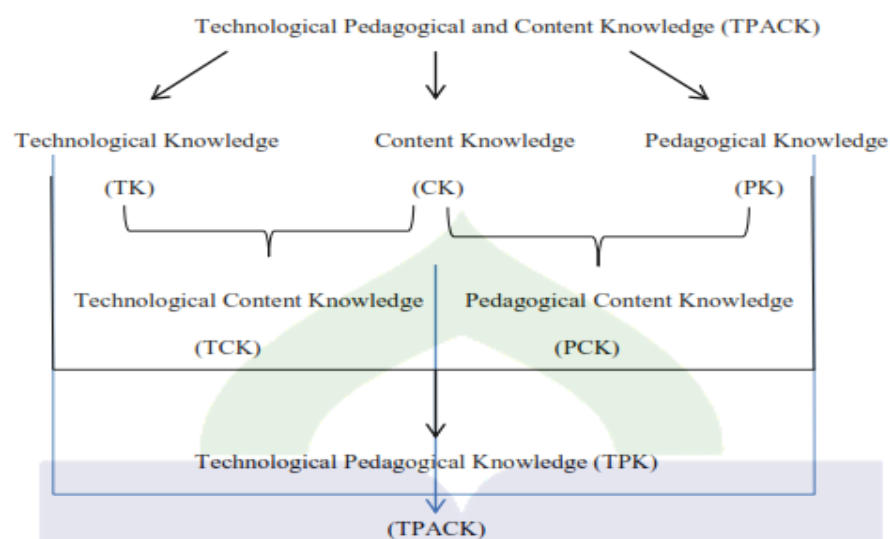 Technological Pedagogical and Content Knowledge (TPACK)
Technological Knowledge
Content Knowledge
Pedagogical Knowledge
(TK)
(CK)
(PK)
Technological Content Knowledge
Pedagogical Content Knowledge
(TCK)
(PCK)
Technological Pedagogical Knowledge (TPK)
(TPACK)